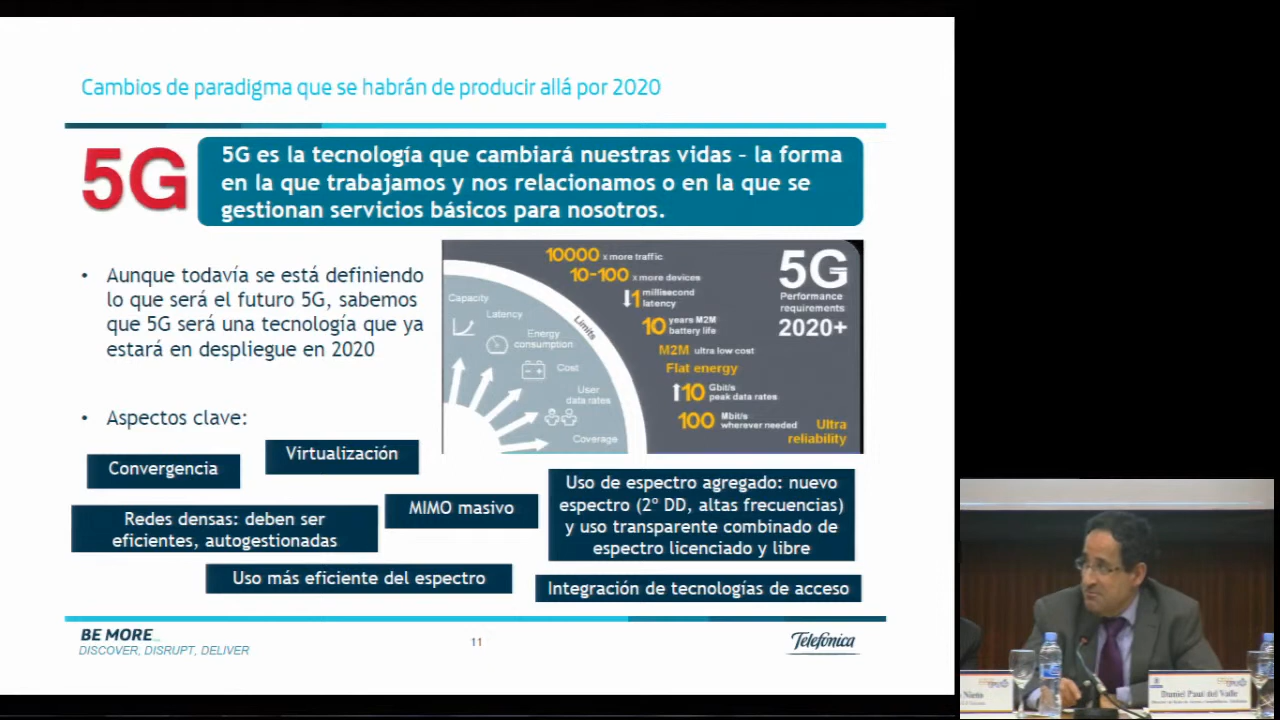 Cambios de paradigma que se habrán de producir allá por 2020
5G
5G es la tecnología que cambiará nuestras vidas – la forma
en la que trabajamos y nos relacionamos o en la que se
gestionan servicios básicos para nosotros.
• Aunque todavía se está definiendo
lo que será el futuro 5G, sabemos
que 5G será una tecnología que ya
estará en despliegue en 2020
• Aspectos clave:
Capacity
Latency
Energy
consumption
Cost
User
data rates
Coverage
Limits
10000 x more traffic
10-100 x more devices
1 millisecond
latency
10 years M2M
battery life
M2M ultra low cost
Flat energy
10 Gbit/s
peak data rates
100 Mbit/s
wherever needed
Ultra
reliability
5G
Performance
requirements
2020+
Convergencia
Virtualización
Redes densas: deben ser
eficientes, autogestionadas
MIMO masivo
Uso de espectro agregado: nuevo
espectro (2º DD, altas frecuencias)
y uso transparente combinado de
espectro licenciado y libre
Uso más eficiente del espectro
Integración de tecnologías de acceso
BE MORE_
DISCOVER, DISRUPT, DELIVER
11
Telefónica
Nieto
Daniel Paul del Valle